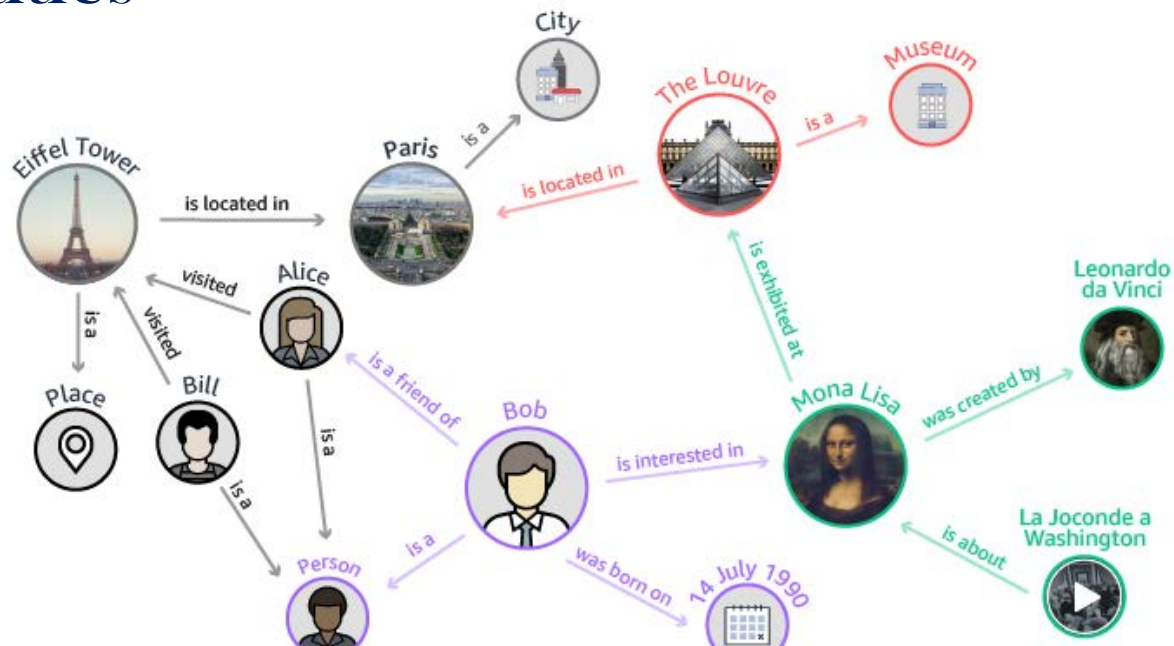 City
Museum
The Louvre
is a
is a
Eiffel Tower
Paris
is located in
is located in
Alice
visited
is exhibited at
Leonardo
da Vinci
is a
visited
Place
Bill
is a friend of
Bob
Mona Lisa
was created by
is a
is interested in
is a
La Joconde a
Washington
is about
Person
is a
was born on
14 July 1990